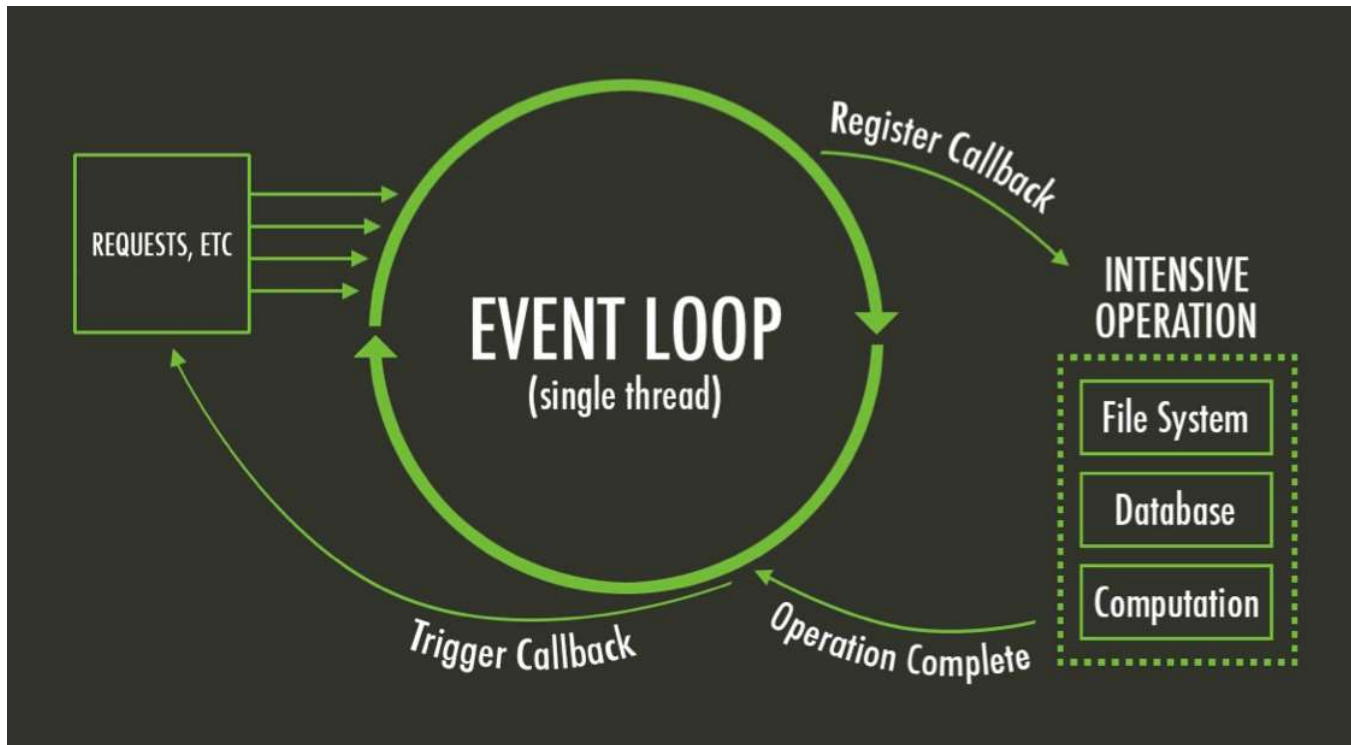 REQUESTS, ETC
EVENT LOOP
(single thread)
Register Callback
INTENSIVE
OPERATION
File System
Database
Computation
Operation Complete
Trigger Callback